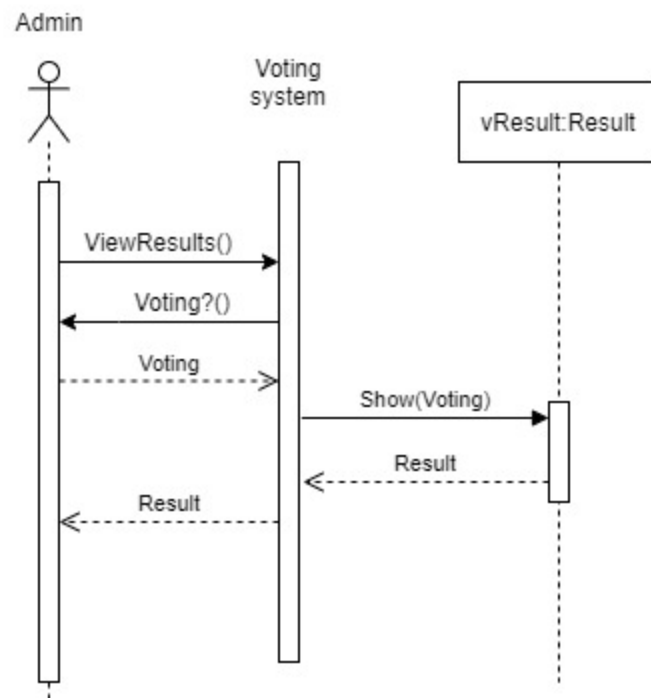 Admin
Voting
system
vResult:Result
ViewResults()
Voting?()
Voting
Show(Voting)
Result
Result